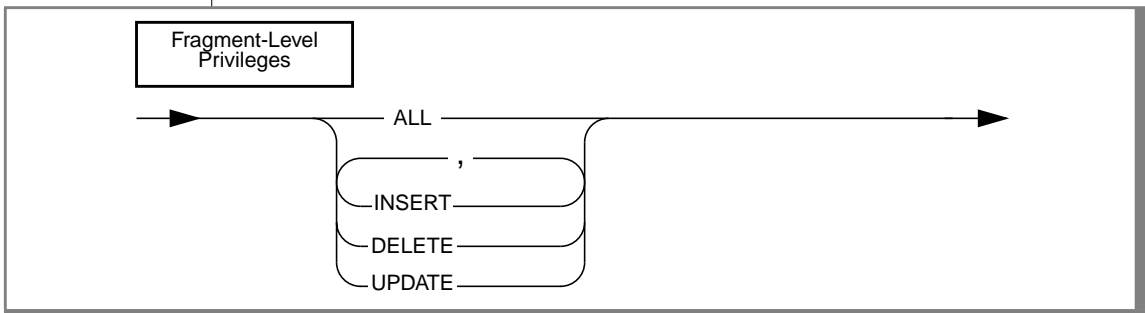 Fragment-Level
Privileges
ALL
,
INSERT
DELETE
UPDATE